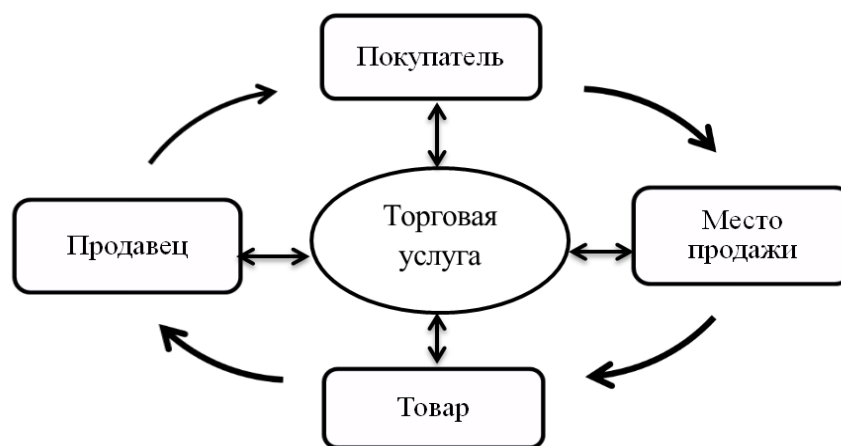 Покупатель
Продавец
Торговая
услуга
Место
продажи
Товар